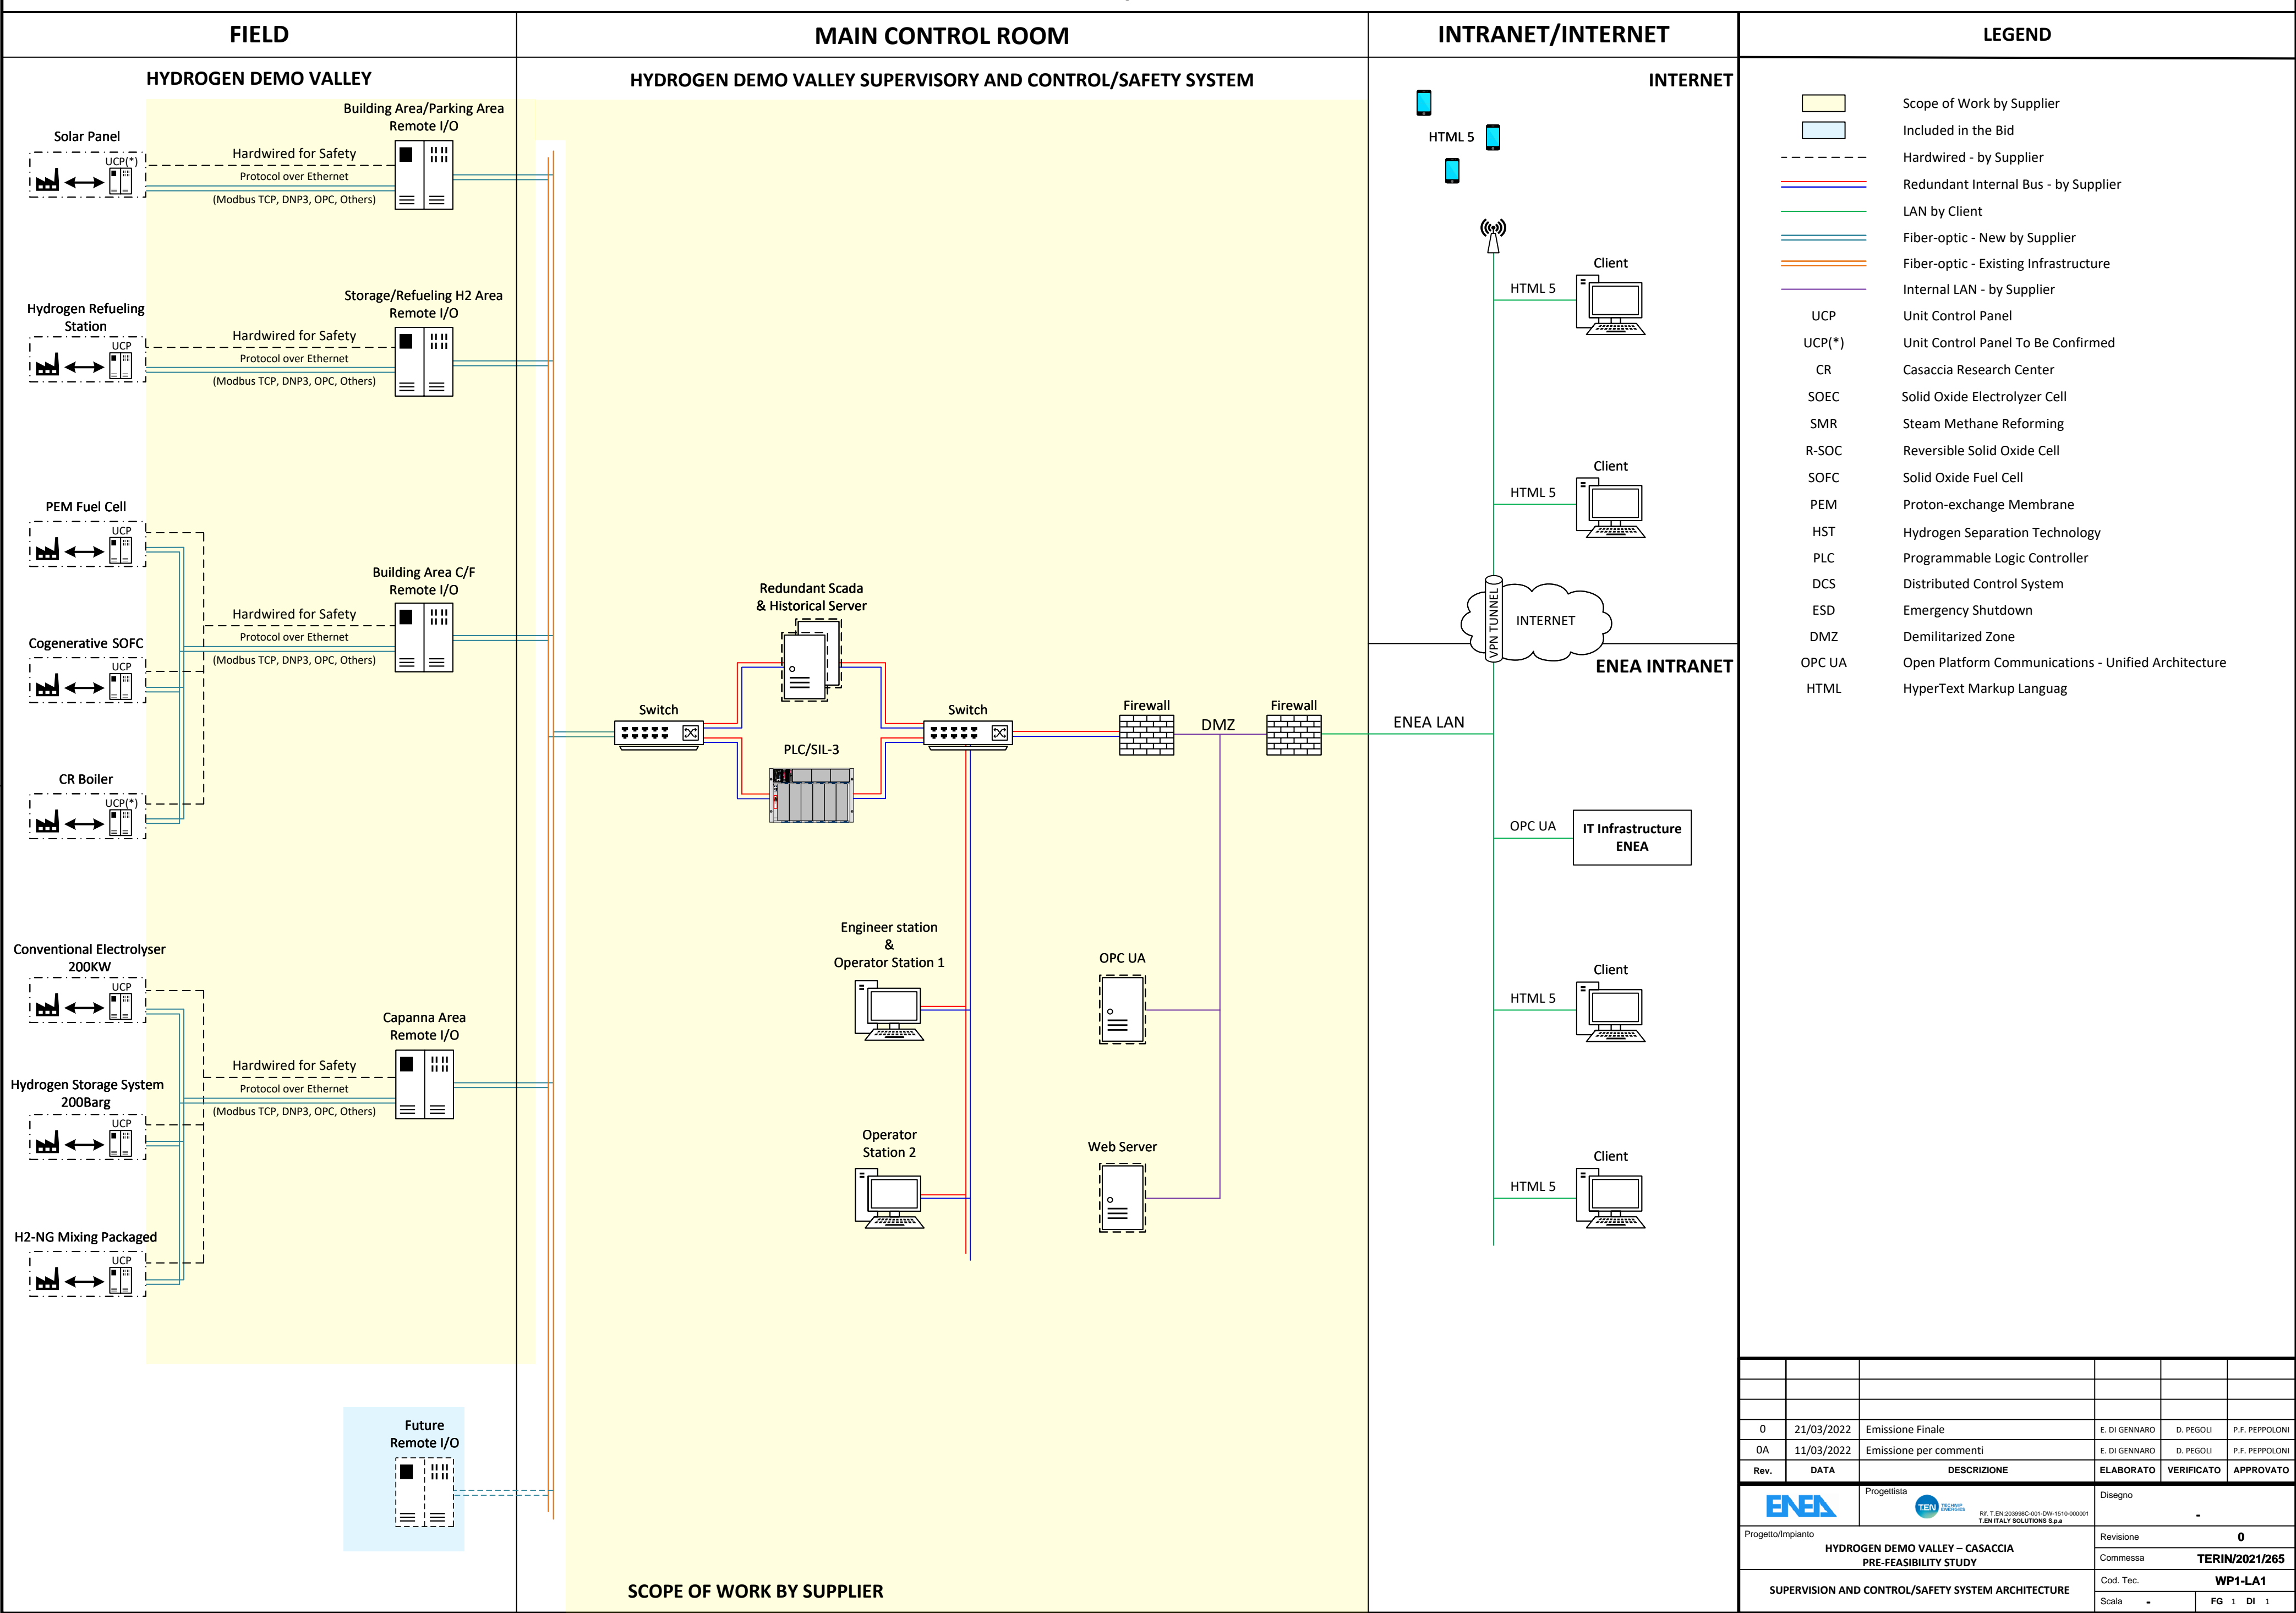 FIELD
MAIN CONTROL ROOM
INTRANET/INTERNET
LEGEND
HYDROGEN DEMO VALLEY
HYDROGEN DEMO VALLEY SUPERVISORY AND CONTROL/SAFETY SYSTEM
INTERNET
Building Area/Parking Area
Remote I/O
Solar Panel
UCP(*)
Hardwired for Safety
Protocol over Ethernet
(Modbus TCP, DNP3, OPC, Others)
Storage/Refueling H2 Area
Remote I/O
Hydrogen Refueling
Station
UCP
Hardwired for Safety
Protocol over Ethernet
(Modbus TCP, DNP3, OPC, Others)
PEM Fuel Cell
UCP
Building Area C/F
Remote I/O
Hardwired for Safety
Protocol over Ethernet
(Modbus TCP, DNP3, OPC, Others)
Cogenerative SOFC
UCP
CR Boiler
UCP(*)
Conventional Electrolyser
200KW
UCP
Capanna Area
Remote I/O
Hardwired for Safety
Protocol over Ethernet
(Modbus TCP, DNP3, OPC, Others)
Hydrogen Storage System
200Barg
UCP
H2-NG Mixing Packaged
UCP
Future
Remote I/O
Redundant Scada
& Historical Server
Switch
PLC/SIL-3
Switch
Firewall
DMZ
Firewall
Engineer station
&
Operator Station 1
OPC UA
Operator
Station 2
Web Server
SCOPE OF WORK BY SUPPLIER
HTML 5
Client
HTML 5
Client
HTML 5
VPN TUNNEL
INTERNET
ENEA INTRANET
ENEA LAN
OPC UA
IT Infrastructure
ENEA
Client
HTML 5
Client
HTML 5
Scope of Work by Supplier
Included in the Bid
Hardwired - by Supplier
Redundant Internal Bus - by Supplier
LAN by Client
Fiber-optic - New by Supplier
Fiber-optic - Existing Infrastructure
Internal LAN - by Supplier
UCP Unit Control Panel
UCP(*) Unit Control Panel To Be Confirmed
CR Casaccia Research Center
SOEC Solid Oxide Electrolyzer Cell
SMR Steam Methane Reforming
R-SOC Reversible Solid Oxide Cell
SOFC Solid Oxide Fuel Cell
PEM Proton-exchange Membrane
HST Hydrogen Separation Technology
PLC Programmable Logic Controller
DCS Distributed Control System
ESD Emergency Shutdown
DMZ Demilitarized Zone
OPC UA Open Platform Communications - Unified Architecture
HTML HyperText Markup Languag
0 21/03/2022 Emissione Finale E. DI GENNARO D. PEGOLI P.F. PEPPOLONI
0A 11/03/2022 Emissione per commenti E. DI GENNARO D. PEGOLI P.F. PEPPOLONI
Rev. DATA DESCRIZIONE ELABORATO VERIFICATO APPROVATO
ENEA
Progettista
TEN TECHNIP ENERGIES
Rif. T.EN:203998C-001-DW-1510-000001
T.EN ITALY SOLUTIONS S.p.a
Disegno
-
Progetto/Impianto
HYDROGEN DEMO VALLEY – CASACCIA
PRE-FEASIBILITY STUDY
Revisione 0
Commessa TERIN/2021/265
SUPERVISION AND CONTROL/SAFETY SYSTEM ARCHITECTURE
Cod. Tec. WP1-LA1
Scala - FG 1 DI 1